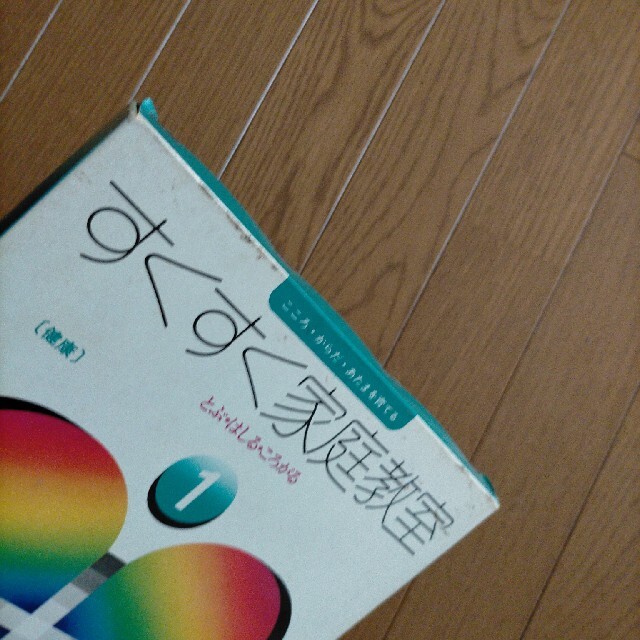 こころ・からだ・あたまを育てる
すくすく家庭教室
とぶ・はしる・ころがる
1
〔健康〕